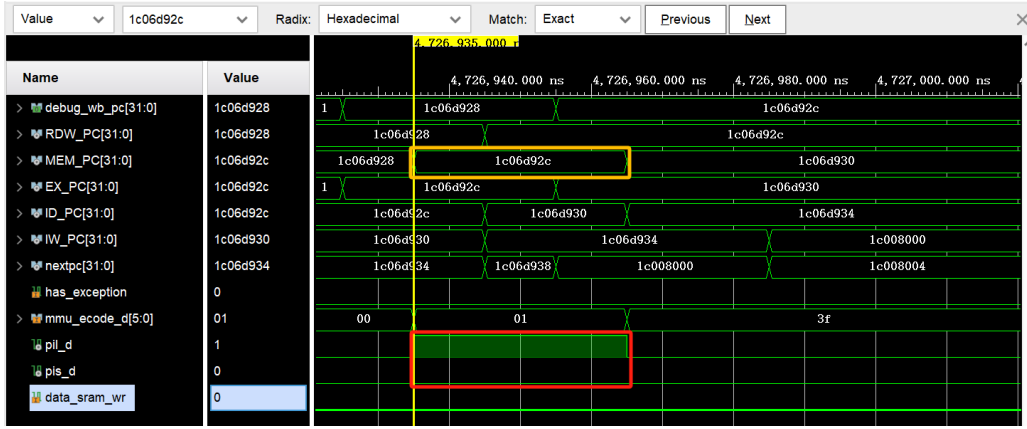 Value 1c06d92c Radix: Hexadecimal Match: Exact Previous Next
4,726,935.000 n
Name Value
4,726,940.000 ns 4,726,960.000 ns 4,726,980.000 ns 4,727,000.000 ns
debug_wb_pc[31:0] 1c06d928 1 1c06d928 1c06d92c
RDW_PC[31:0] 1c06d928 1c06d928 1c06d92c
MEM_PC[31:0] 1c06d92c 1c06d928 1c06d92c 1c06d930
EX_PC[31:0] 1c06d92c 1 1c06d92c 1c06d930
ID_PC[31:0] 1c06d92c 1c06d92c 1c06d930 1c06d934
IW_PC[31:0] 1c06d930 1c06d930 1c06d934 1c008000
nextpc[31:0] 1c06d934 1c06d934 1c06d938 1c008000 1c008004
has_exception 0
mmu_ecode_d[5:0] 01 00 01 3f
pil_d 1
pis_d 0
data_sram_wr 0